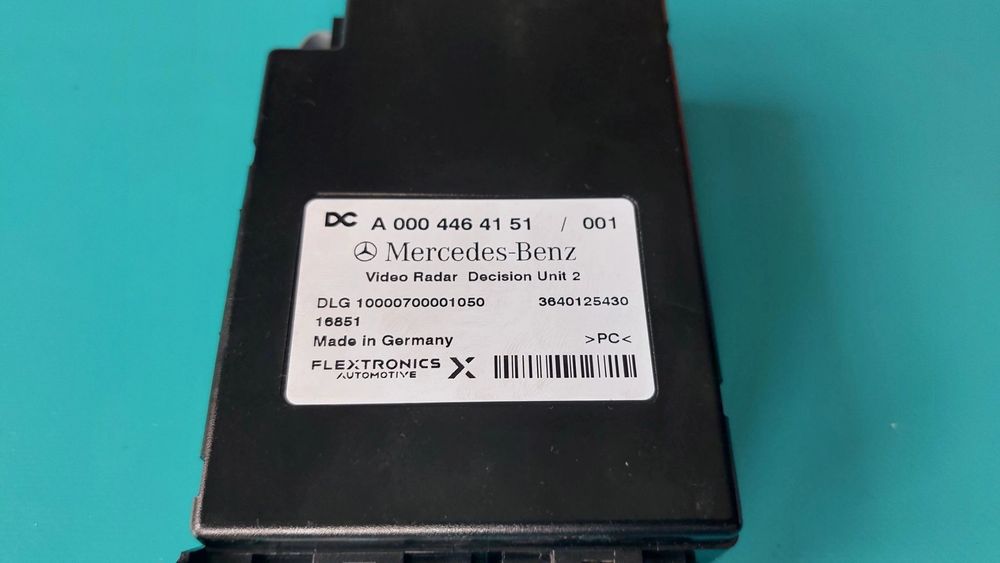 DC A 000 446 41 51 / 001
Mercedes-Benz
Video Radar Decision Unit 2
DLG 10000700001050 3640125430
16851
Made in Germany >PC<
FLEXTRONICS
AUTOMOTIVE